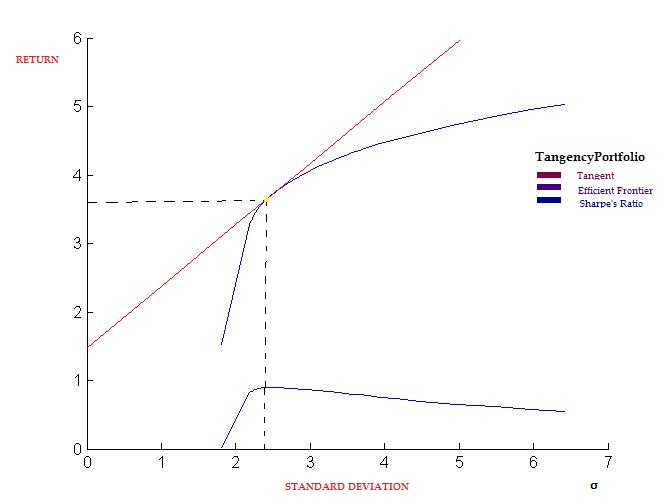 6
RETURN
5
TangencyPortfolio
4
Tangent
Efficient Frontier
Sharpe's Ratio
3
2
1
0
0 1 2 3 4 5 6 7
STANDARD DEVIATION
σ